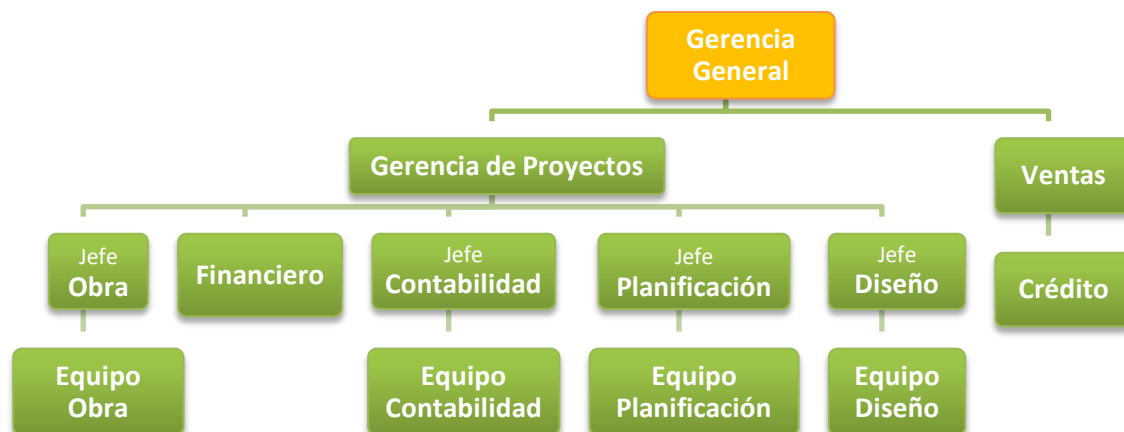 Gerencia
General
Gerencia de Proyectos
Ventas
Jefe
Obra
Financiero
Jefe
Contabilidad
Jefe
Planificación
Jefe
Diseño
Crédito
Equipo
Obra
Equipo
Contabilidad
Equipo
Planificación
Equipo
Diseño